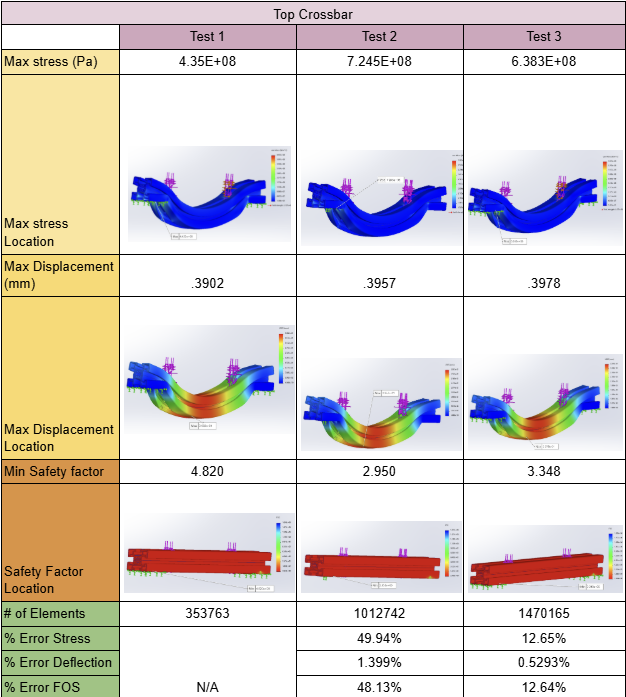 Top Crossbar
Test 1 Test 2 Test 3
Max stress (Pa) 4.35E+08 7.245E+08 6.383E+08
Max stress
Location
Max Displacement
(mm) .3902 .3957 .3978
Max Displacement
Location
Min Safety factor 4.820 2.950 3.348
Safety Factor
Location
# of Elements 353763 1012742 1470165
% Error Stress 49.94% 12.65%
% Error Deflection 1.399% 0.5293%
% Error FOS N/A 48.13% 12.64%